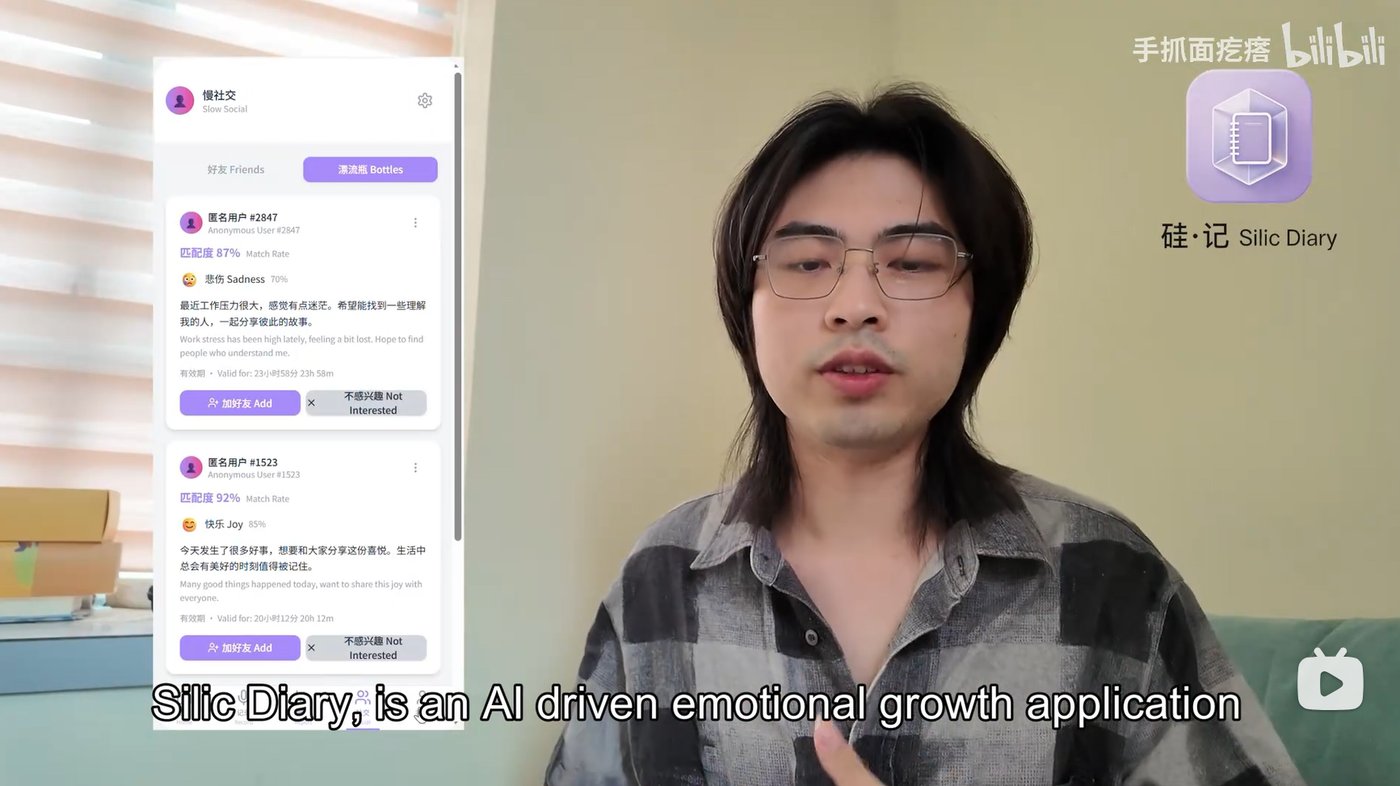 手抓面疙瘩 bilibili
慢社交
Slow Social
好友 Friends
漂流瓶 Bottles
匿名用户 #2847
Anonymous User #2847
匹配度 87% Match Rate
悲伤 Sadness 70%
最近工作压力很大，感觉有点迷茫。希望能找到一些理解
我的人，一起分享彼此的故事。
Work stress has been high lately, feeling a bit lost. Hope to find
people who understand me.
有效期 • Valid for: 23小时58分 23h 58m
加好友 Add
不感兴趣 Not
Interested
匿名用户 #1523
Anonymous User #1523
匹配度 92% Match Rate
快乐 Joy 85%
今天发生了很多好事，想要和大家分享这份喜悦。生活中
总会有美好的时刻值得被记住。
Many good things happened today, want to share this joy with
everyone.
有效期 • Valid for: 20小时12分 20h 12m
加好友 Add
不感兴趣 Not
Interested
硅·记 Silic Diary
Silic Diary, is an AI driven emotional growth application